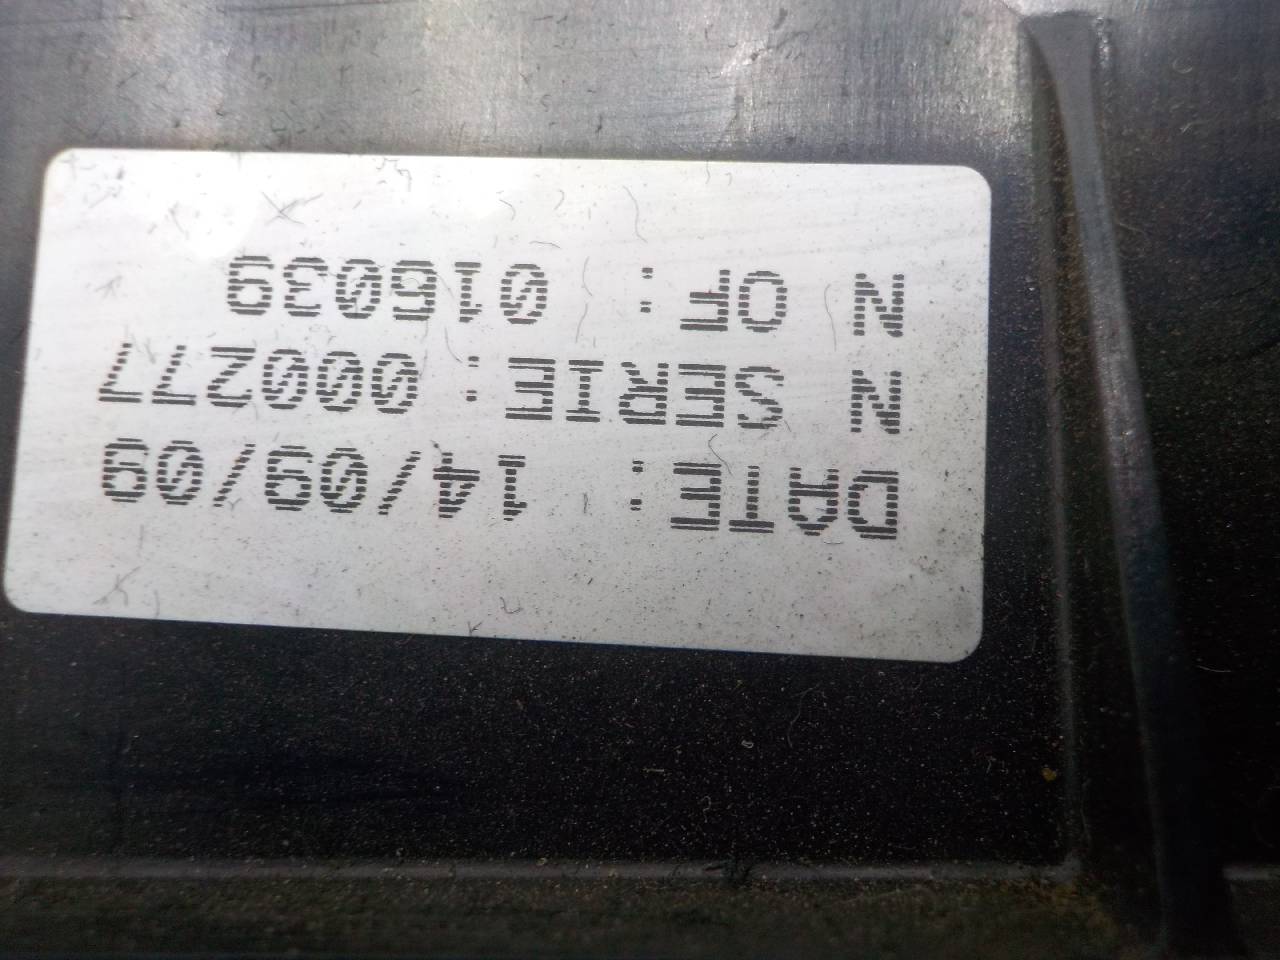 DATE: 14/09/09
N SERIE: 000277
N OF: 016039